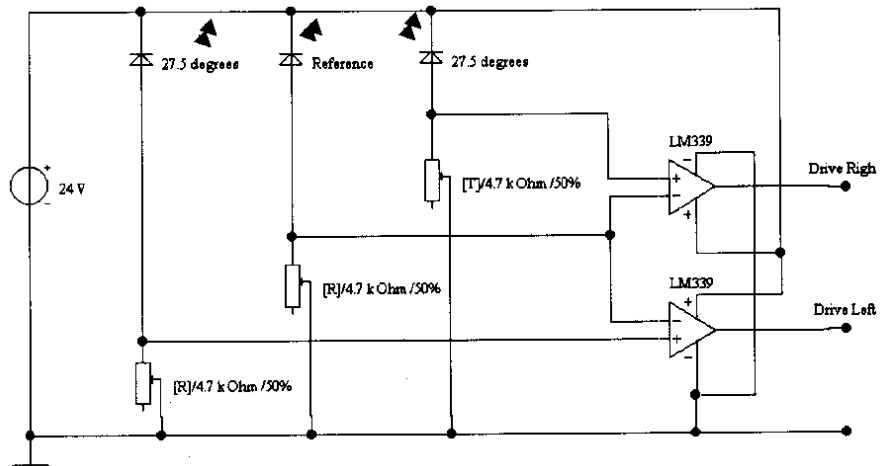 27.5 degrees
Reference
27.5 degrees
LM339
Drive Righ
24 V
[T]/4.7 k Ohm /50%
[R]/4.7 k Ohm /50%
LM339
Drive Left
[R]/4.7 k Ohm /50%